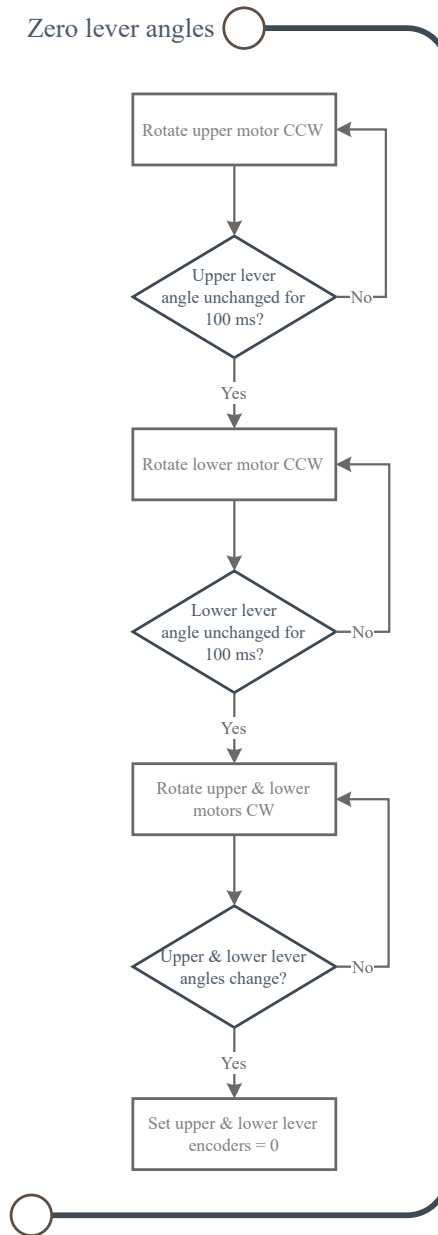 Zero lever angles
Rotate upper motor CCW
Upper lever
angle unchanged for
100 ms?
No
Yes
Rotate lower motor CCW
Lower lever
angle unchanged for
100 ms?
No
Yes
Rotate upper & lower
motors CW
Upper & lower lever
angles change?
No
Yes
Set upper & lower lever
encoders = 0